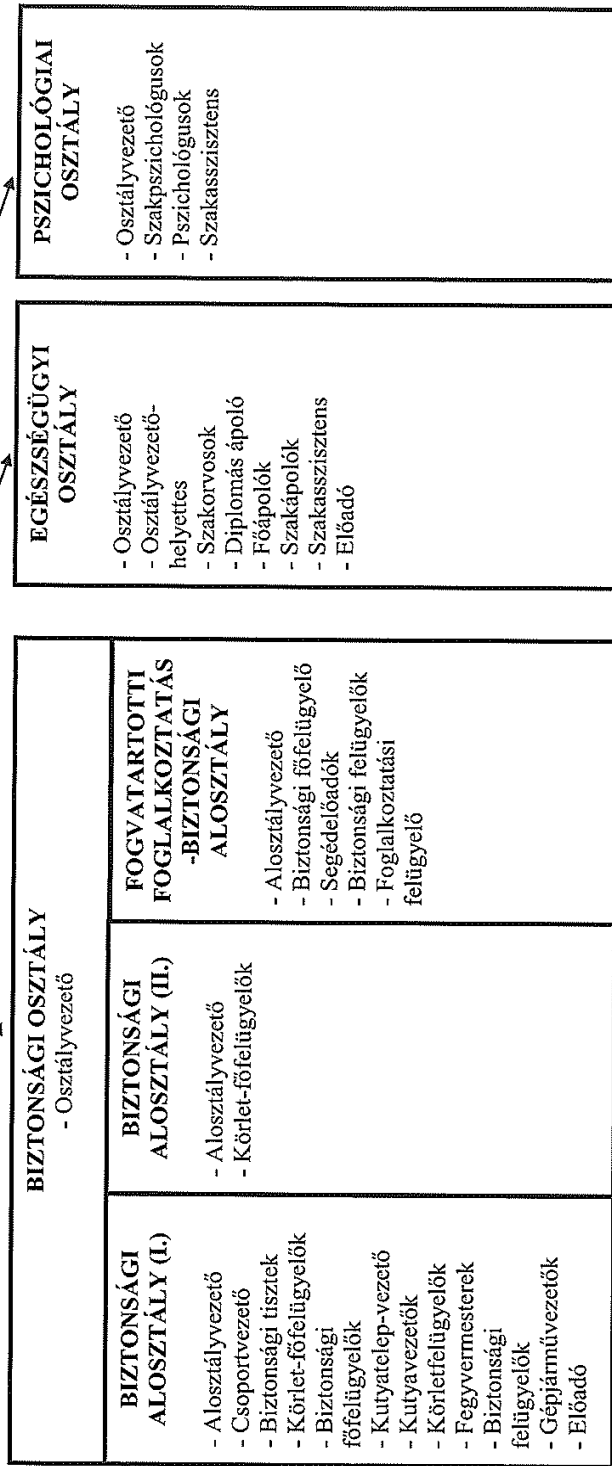 BIZTONSÁGI OSZTÁLY
- Osztályvezető
BIZTONSÁGI
ALOSZTÁLY (I.)
- Alosztályvezető
- Csoportvezető
- Biztonsági tisztek
- Körlet-főfelügyelők
- Biztonsági
főfelügyelők
- Kutyatelep-vezető
- Kutyavezetők
- Körletfelügyelők
- Fegyvermesterek
- Biztonsági
felügyelők
- Gépjárművezetők
- Előadó
BIZTONSÁGI
ALOSZTÁLY (II.)
- Alosztályvezető
- Körlet-főfelügyelők
FOGVATARTOTTI
FOGLALKOZTATÁS
-BIZTONSÁGI
ALOSZTÁLY
- Alosztályvezető
- Biztonsági főfelügyelő
- Segédelőadók
- Biztonsági felügyelők
- Foglalkoztatási
felügyelő
EGÉSZSÉGÜGYI
OSZTÁLY
- Osztályvezető
- Osztályvezető-
helyettes
- Szakorvosok
- Diplomás ápoló
- Főápolók
- Szakápolók
- Szakasszisztens
- Előadó
PSZICHOLÓGIAI
OSZTÁLY
- Osztályvezető
- Szakpszichológusok
- Pszichológusok
- Szakasszisztens